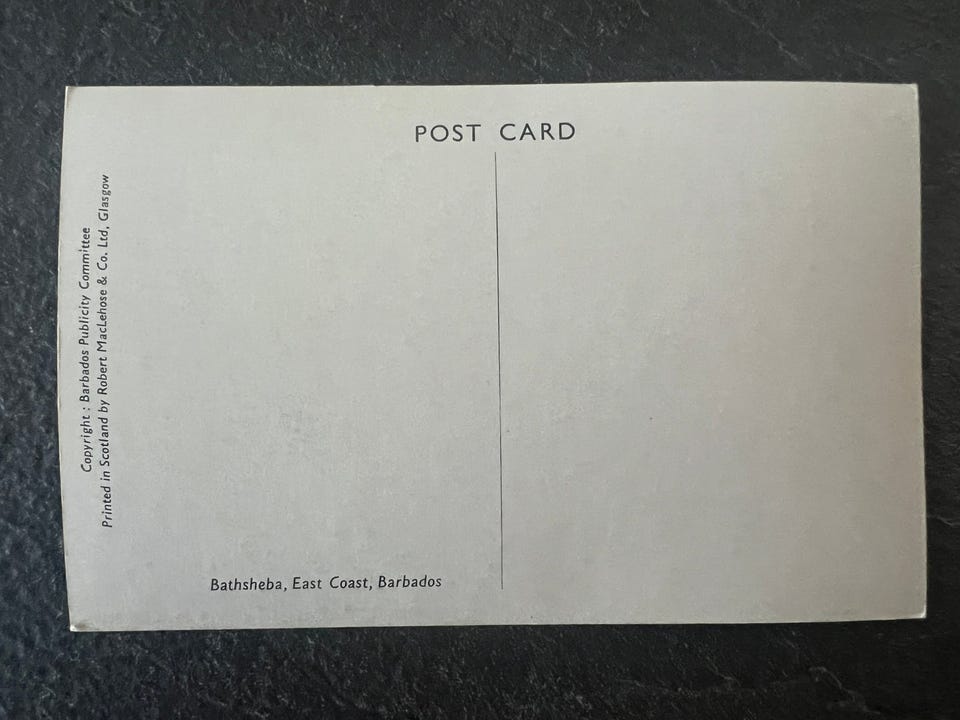 POST CARD
Copyright : Barbados Publicity Committee
Printed in Scotland by Robert MacLehose & Co. Ltd, Glasgow
Bathsheba, East Coast, Barbados